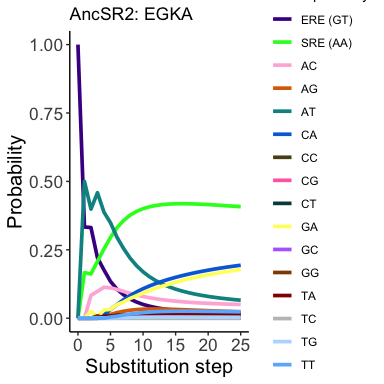 AncSR2: EGKA
Probability
1.00
0.75
0.50
0.25
0.00
0 5 10 15 20 25
Substitution step
ERE (GT)
SRE (AA)
AC
AG
AT
CA
CC
CG
CT
GA
GC
GG
TA
TC
TG
TT